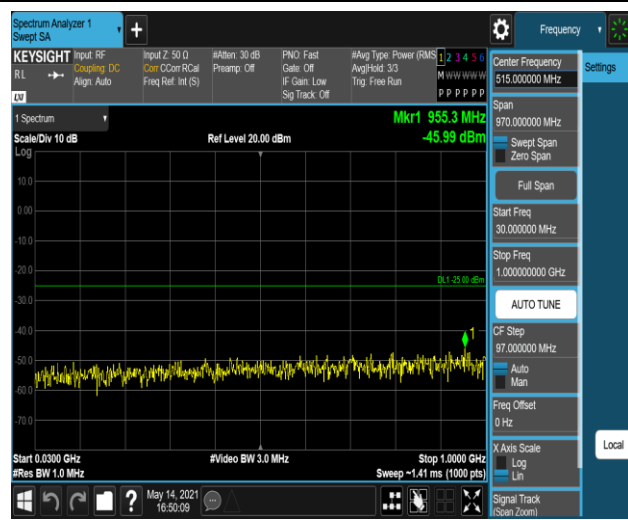 Spectrum Analyzer 1
Swept SA
+
Frequency
KEYSIGHT
RL
LXI
Input: RF
Coupling: DC
Align: Auto
Input Z: 50 Ω
Corr CCorr RCal
Freq Ref: Int (S)
#Atten: 30 dB
Preamp: Off
PNO: Fast
Gate: Off
IF Gain: Low
Sig Track: Off
#Avg Type: Power (RMS
Avg|Hold: 3/3
Trig: Free Run
1 2 3 4 5 6
M W W W W W
P P P P P P
1 Spectrum
Scale/Div 10 dB
Log
Ref Level 20.00 dBm
Mkr1 955.3 MHz
-45.99 dBm
10.0
0.00
-10.0
-20.0
DL1 -25.00 dBm
-30.0
-40.0
1
-50.0
-60.0
-70.0
Start 0.0300 GHz
#Res BW 1.0 MHz
#Video BW 3.0 MHz
Stop 1.0000 GHz
Sweep ~1.41 ms (1000 pts)
Center Frequency
515.000000 MHz
Settings
Span
970.000000 MHz
Swept Span
Zero Span
Full Span
Start Freq
30.000000 MHz
Stop Freq
1.000000000 GHz
AUTO TUNE
CF Step
97.000000 MHz
Auto
Man
Freq Offset
0 Hz
X Axis Scale
Log
Lin
Local
Signal Track
(Span Zoom)
?
May 14, 2021
16:50:09